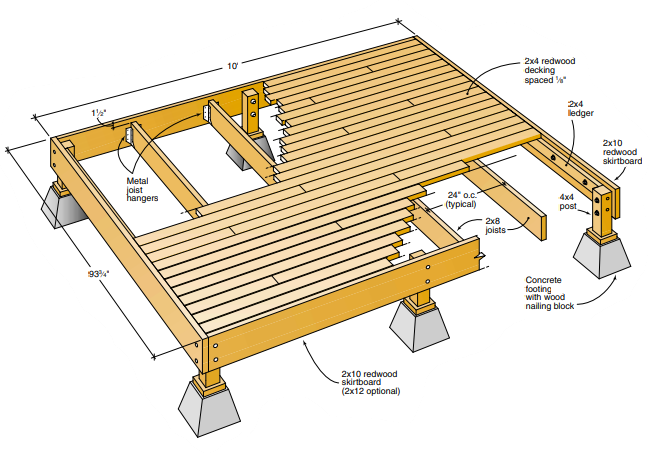 10'
2x4 redwood
decking
spaced ⅛"
2x4
ledger
1½"
2x10
redwood
skirtboard
Metal
joist
hangers
24" o.c.
(typical)
4x4
post
2x8
joists
93¾"
Concrete
footing
with wood
nailing block
2x10 redwood
skirtboard
(2x12 optional)